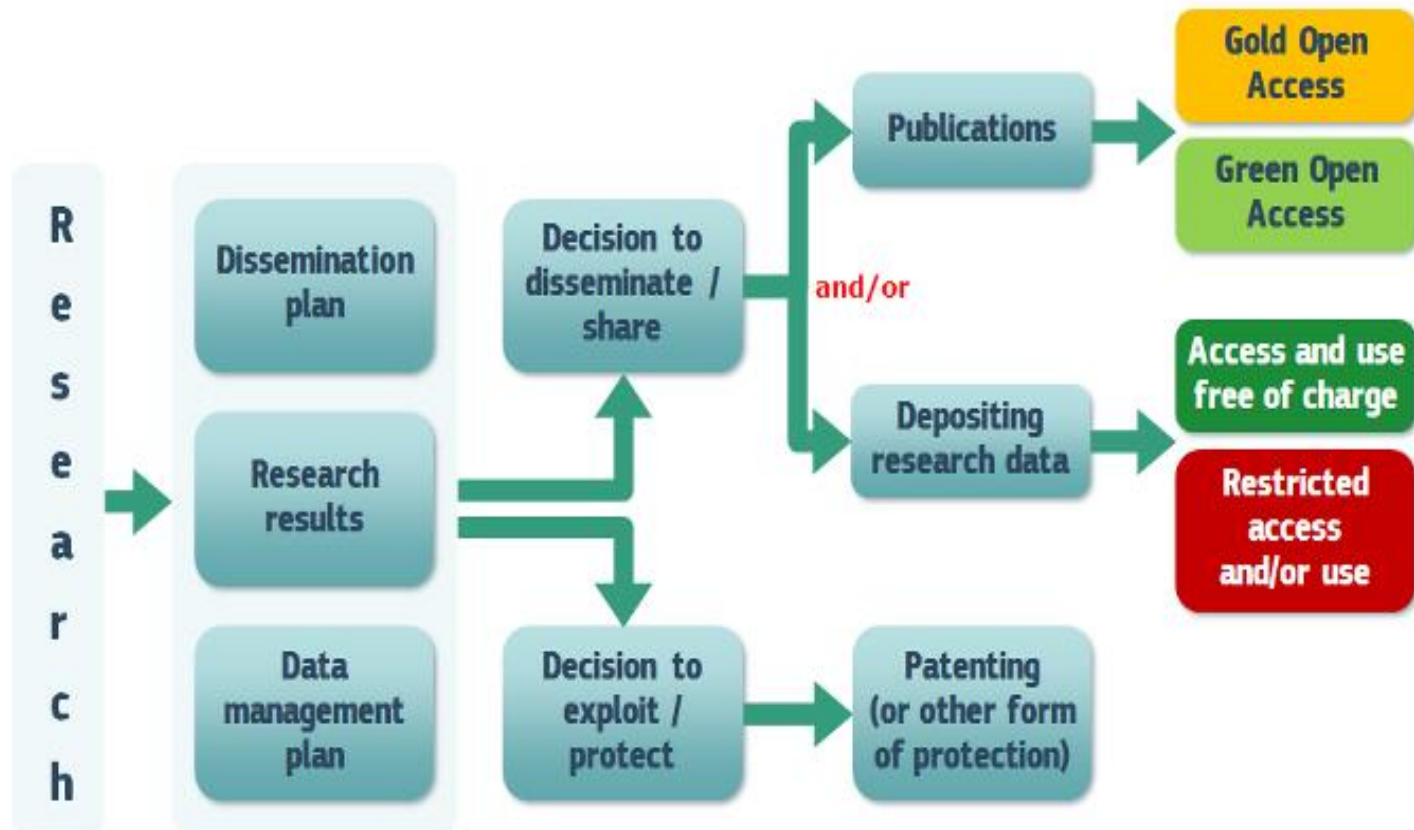 Research
Dissemination
plan
Research
results
Data
management
plan
Decision to
disseminate /
share
Decision to
exploit /
protect
and/or
Publications
Depositing
research data
Patenting
(or other form
of protection)
Gold Open
Access
Green Open
Access
Access and use
free of charge
Restricted
access
and/or use